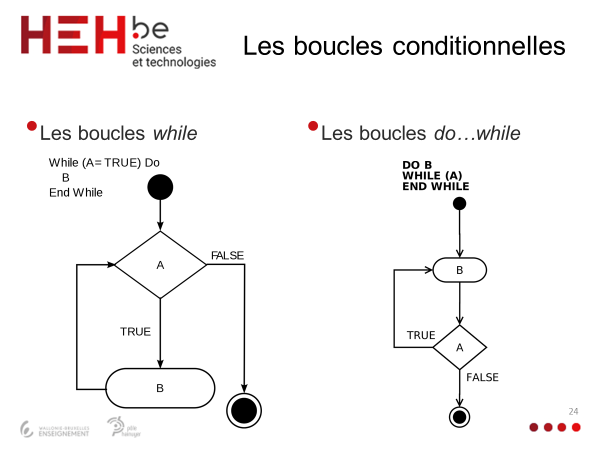 HEH.be
Sciences
et technologies
Les boucles conditionnelles
Les boucles while
While (A= TRUE) Do
B
End While
A
FALSE
TRUE
B
Les boucles do…while
DO B
WHILE (A)
END WHILE
B
TRUE
A
FALSE
WALLONIE-BRUXELLES
ENSEIGNEMENT
pôle
hainuyer
24